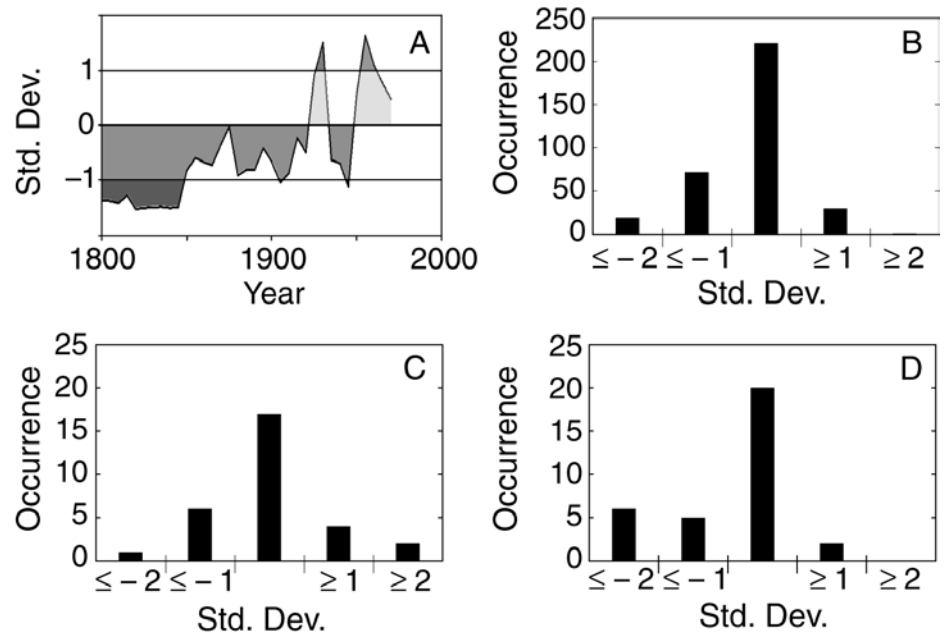 A
Std. Dev.
1
0
−1
1800 1900 2000
Year
B
Occurrence
250
200
150
100
50
0
≤ − 2 ≤ − 1 ≥ 1 ≥ 2
Std. Dev.
C
Occurrence
25
20
15
10
5
0
≤ − 2 ≤ − 1 ≥ 1 ≥ 2
Std. Dev.
D
Occurrence
25
20
15
10
5
0
≤ − 2 ≤ − 1 ≥ 1 ≥ 2
Std. Dev.